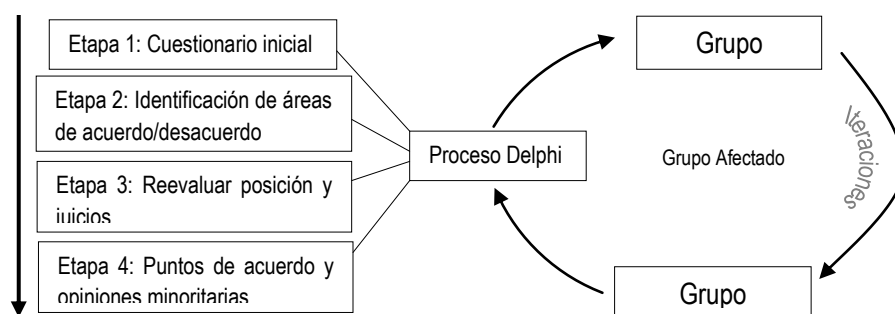 Etapa 1: Cuestionario inicial
Etapa 2: Identificación de áreas
de acuerdo/desacuerdo
Etapa 3: Reevaluar posición y
juicios
Etapa 4: Puntos de acuerdo y
opiniones minoritarias
Proceso Delphi
Grupo
Grupo Afectado
Iteraciones
Grupo